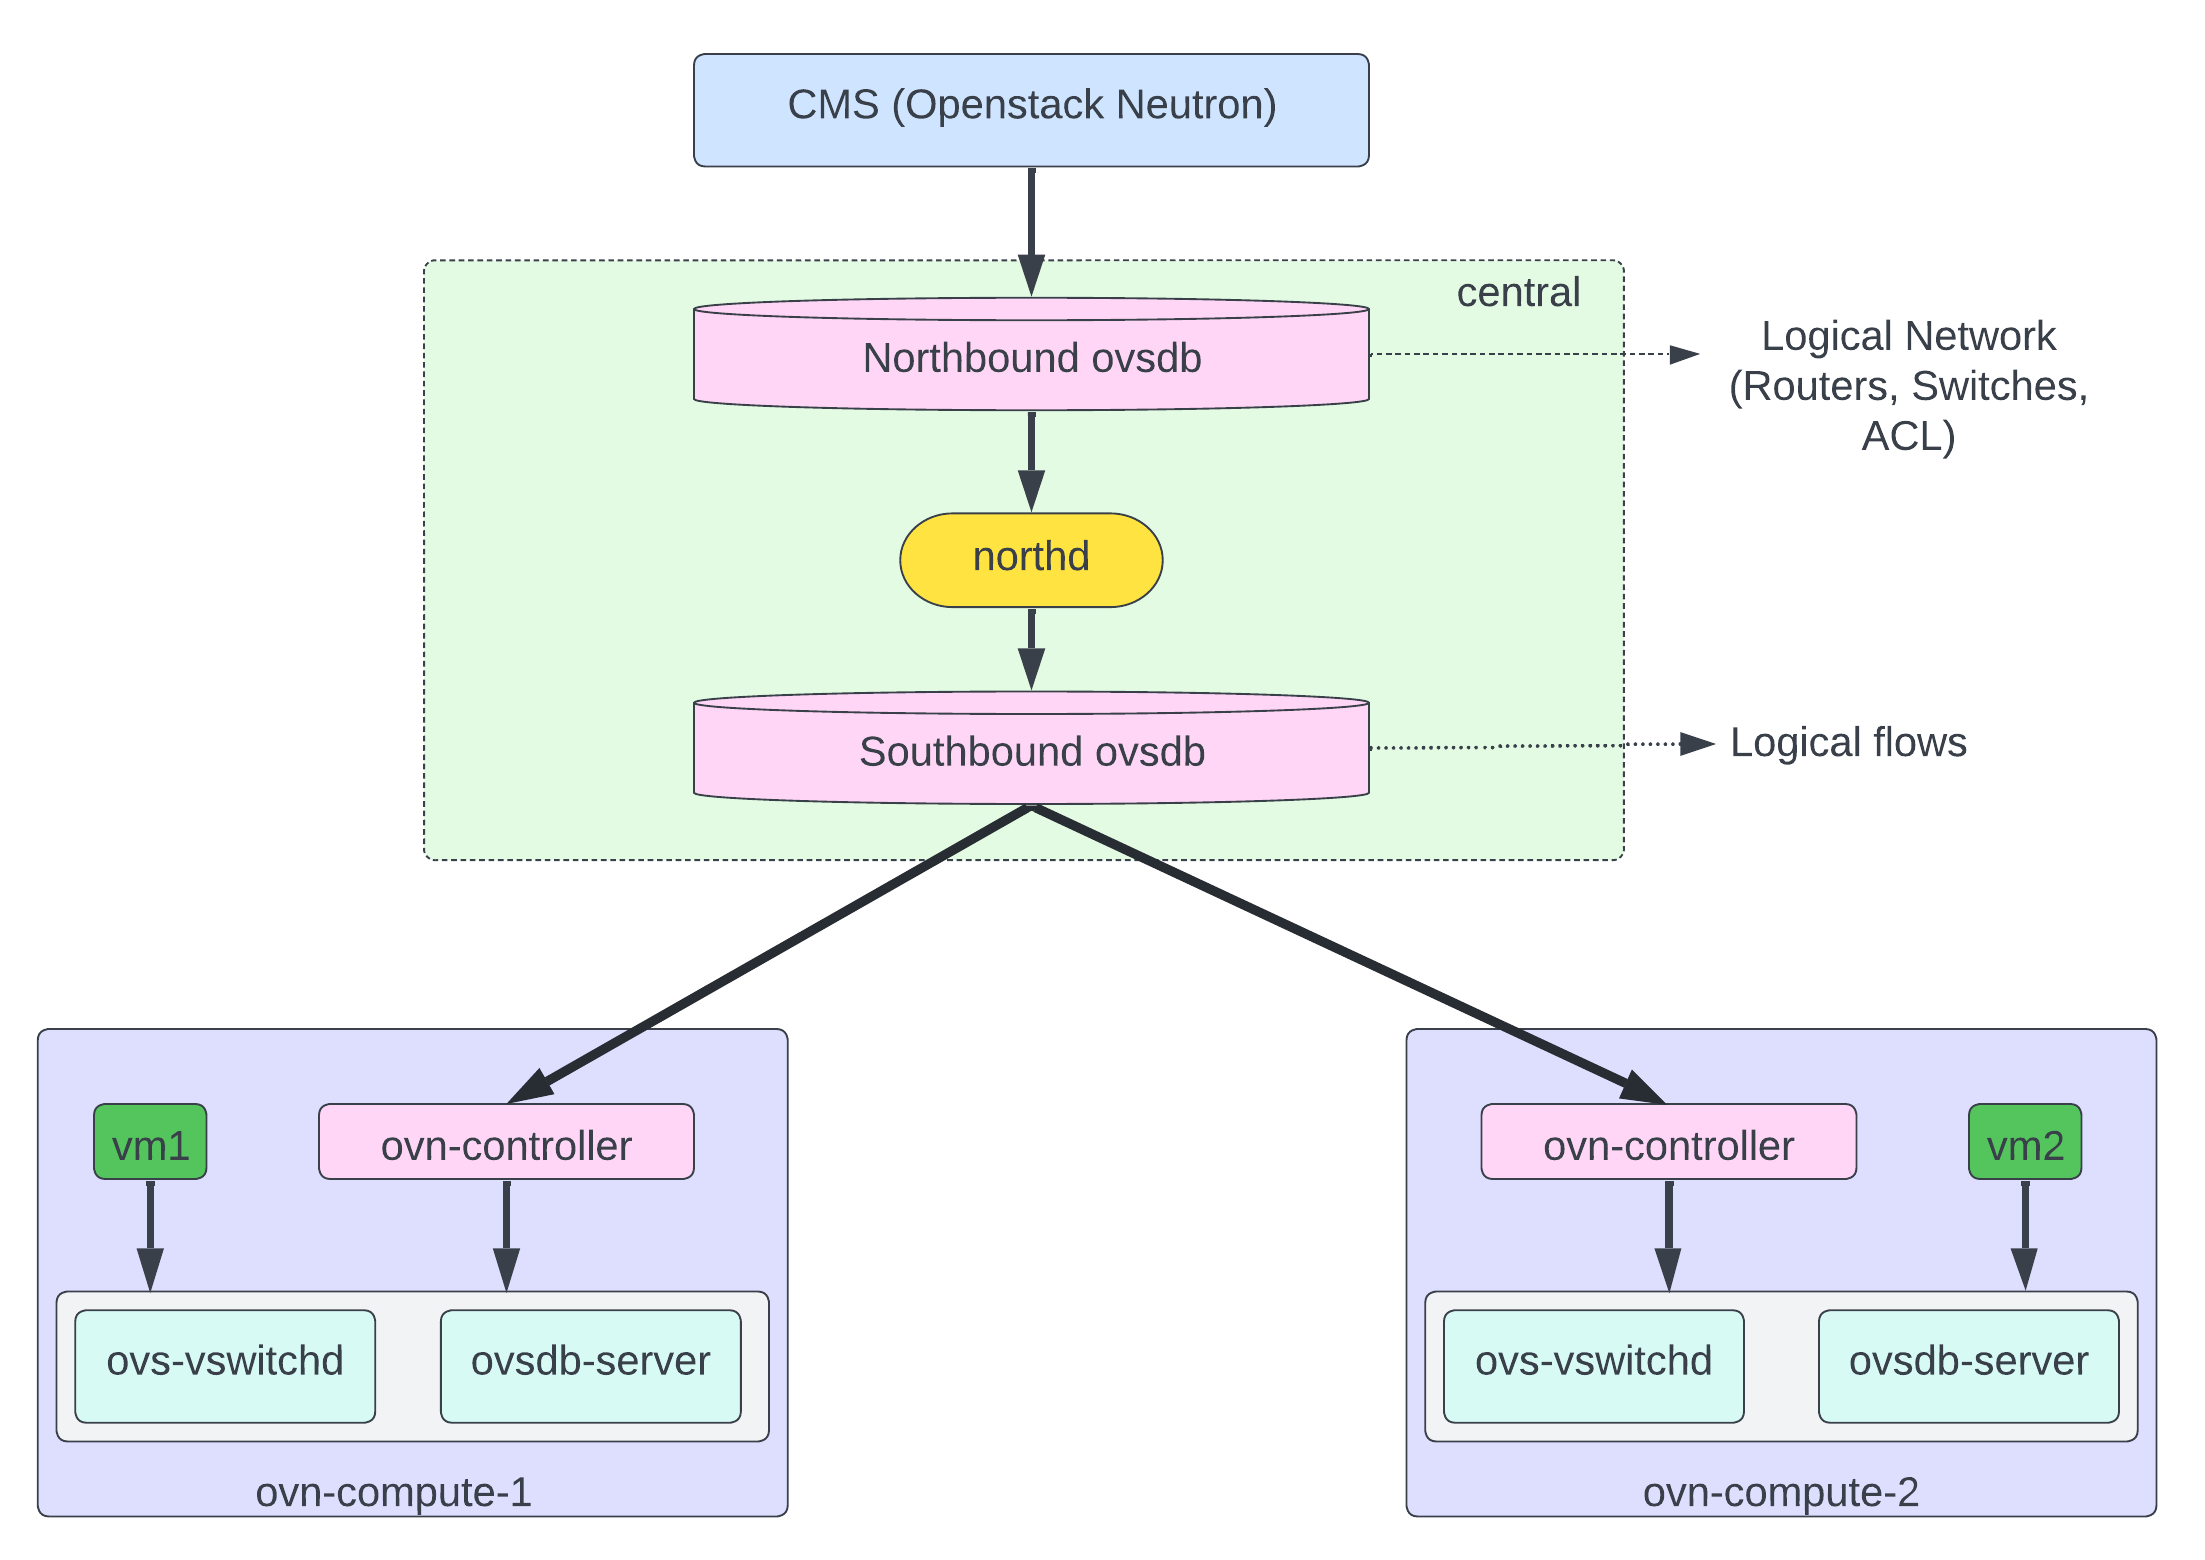 CMS (Openstack Neutron)
central
Northbound ovsdb
Logical Network
(Routers, Switches,
ACL)
northd
Southbound ovsdb
Logical flows
vm1
ovn-controller
ovs-vswitchd
ovsdb-server
ovn-compute-1
ovn-controller
vm2
ovs-vswitchd
ovsdb-server
ovn-compute-2